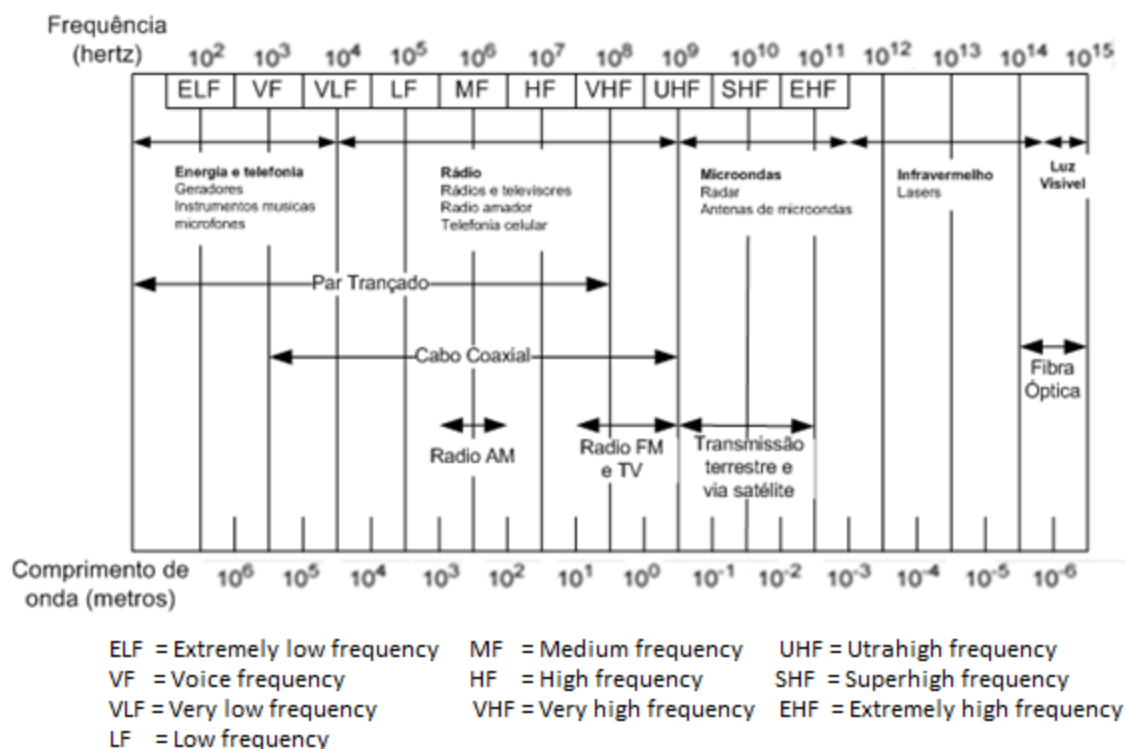 Frequência
(hertz) 10² 10³ 10⁴ 10⁵ 10⁶ 10⁷ 10⁸ 10⁹ 10¹⁰ 10¹¹ 10¹² 10¹³ 10¹⁴ 10¹⁵
ELF VF VLF LF MF HF VHF UHF SHF EHF
Energia e telefonia
Geradores
Instrumentos musicas
microfones
Rádio
Rádios e televisores
Radio amador
Telefonia celular
Microondas
Radar
Antenas de microondas
Infravermelho
Lasers
Luz
Visivel
Par Trançado
Cabo Coaxial
Fibra
Óptica
Radio AM
Radio FM
e TV
Transmissão
terrestre e
via satélite
Comprimento de
onda (metros)
10⁶ 10⁵ 10⁴ 10³ 10² 10¹ 10⁰ 10⁻¹ 10⁻² 10⁻³ 10⁻⁴ 10⁻⁵ 10⁻⁶
ELF = Extremely low frequency MF = Medium frequency UHF = Utrahigh frequency
VF = Voice frequency HF = High frequency SHF = Superhigh frequency
VLF = Very low frequency VHF = Very high frequency EHF = Extremely high frequency
LF = Low frequency